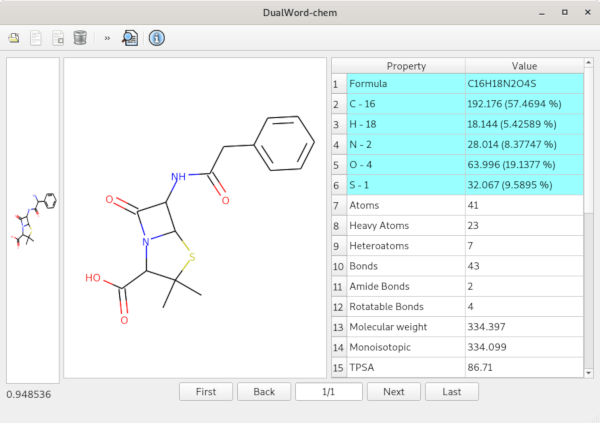 DualWord-chem
»
Property Value
1 Formula C16H18N2O4S
2 C - 16 192.176 (57.4694 %)
3 H - 18 18.144 (5.42589 %)
4 N - 2 28.014 (8.37747 %)
5 O - 4 63.996 (19.1377 %)
6 S - 1 32.067 (9.5895 %)
7 Atoms 41
8 Heavy Atoms 23
9 Heteroatoms 7
10 Bonds 43
11 Amide Bonds 2
12 Rotatable Bonds 4
13 Molecular weight 334.397
14 Monoisotopic 334.099
15 TPSA 86.71
NH
O
O
N
S
HO
O
0.948536
First Back 1/1 Next Last